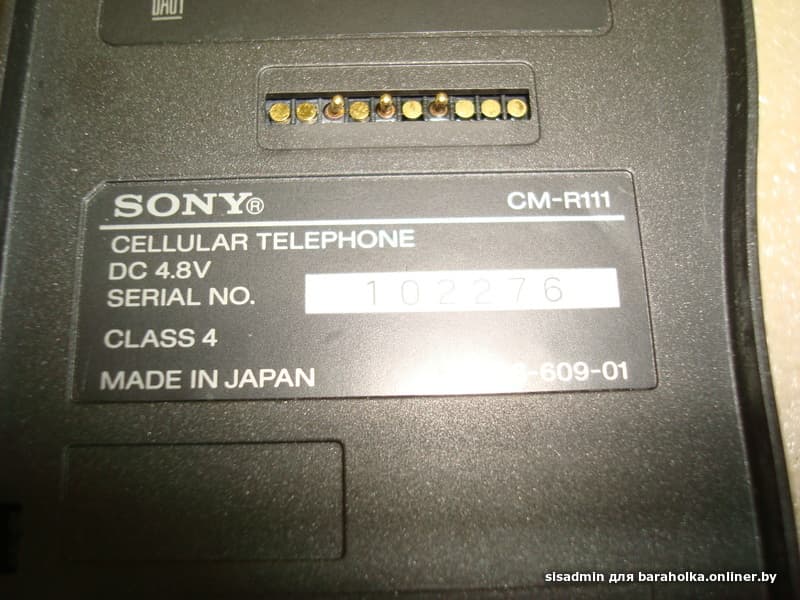 SONY® CM-R111
CELLULAR TELEPHONE
DC 4.8V
SERIAL NO. 102276
CLASS 4
MADE IN JAPAN -609-01
sisadmin для baraholka.onliner.by